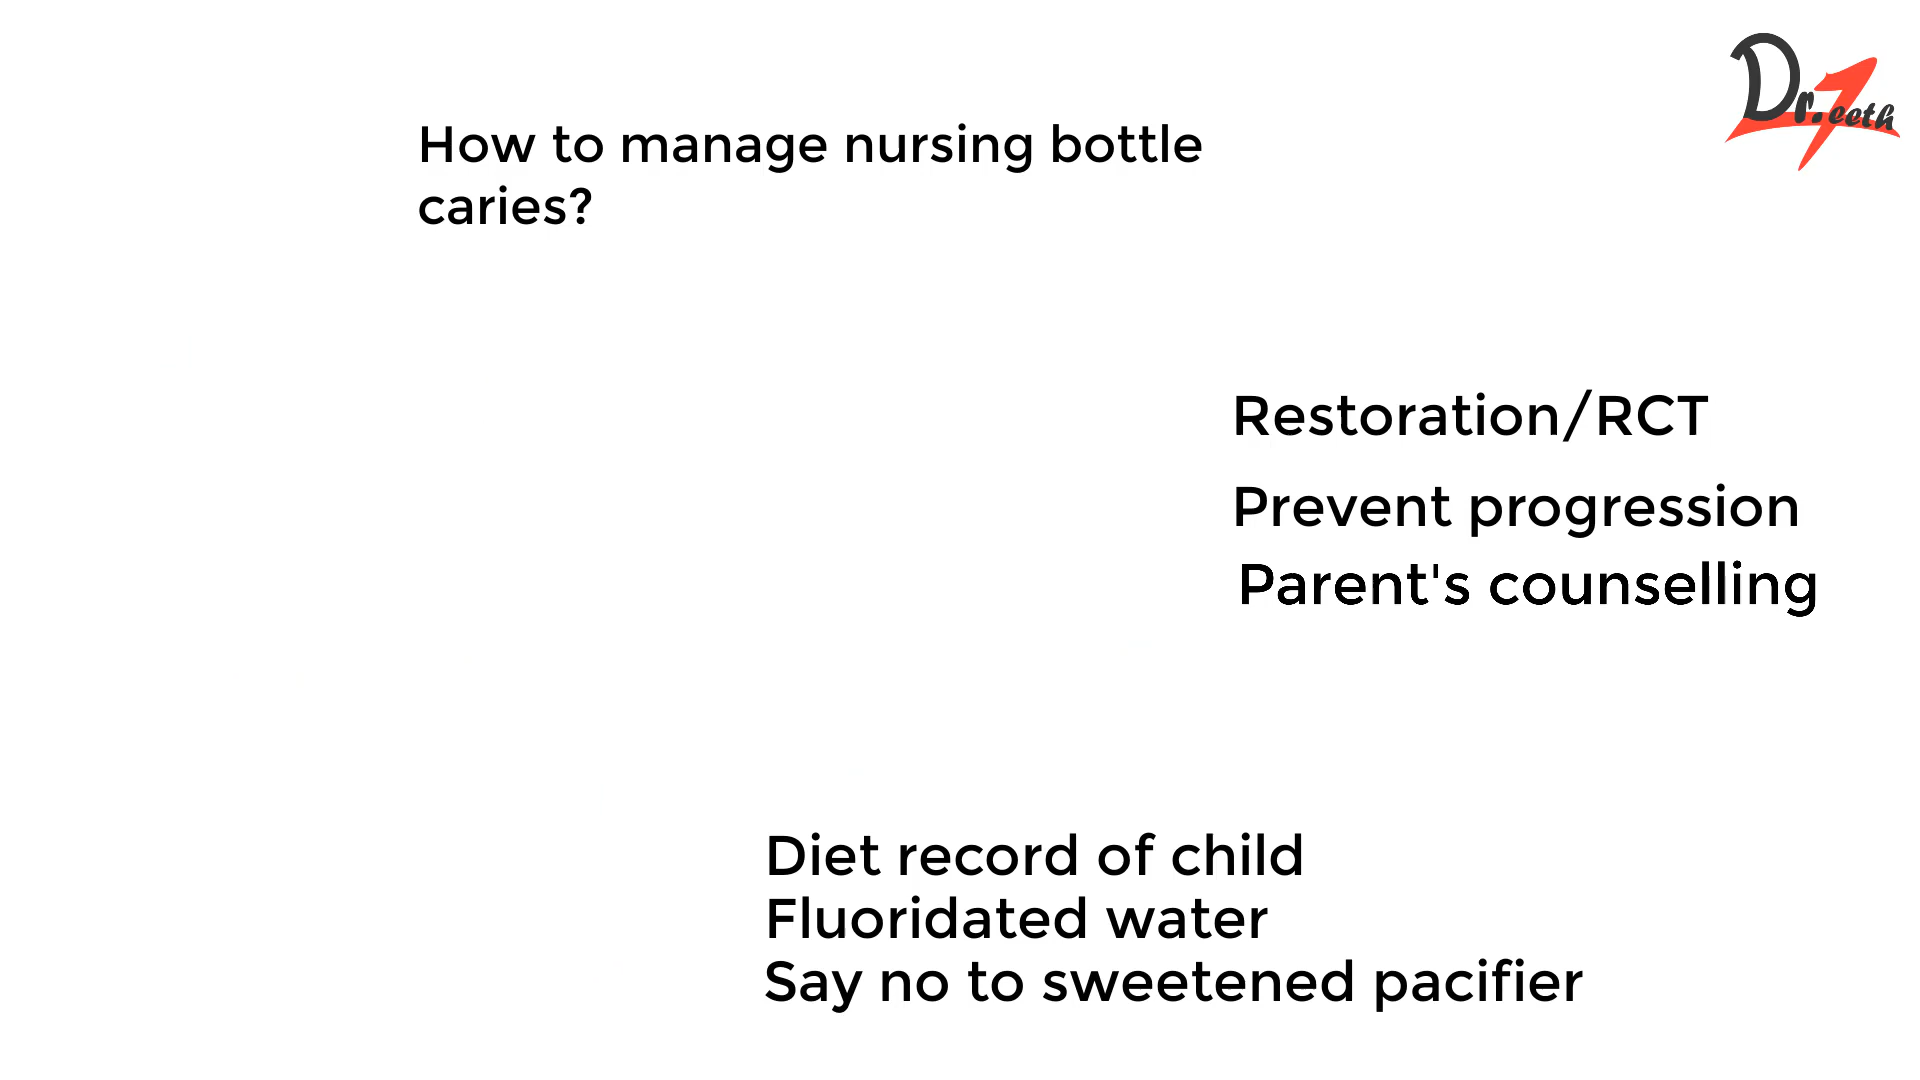 Dr.7eeth
How to manage nursing bottle
caries?
Restoration/RCT
Prevent progression
Parent's counselling
Diet record of child
Fluoridated water
Say no to sweetened pacifier